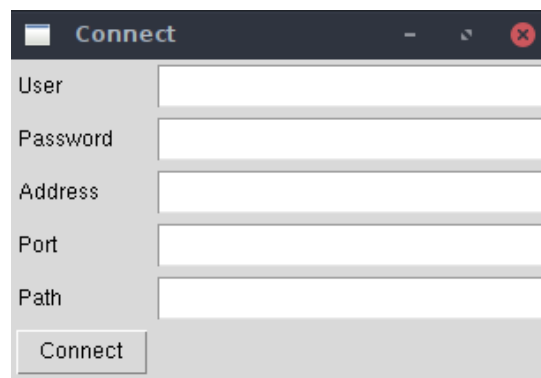 Connect
User
Password
Address
Port
Path
Connect